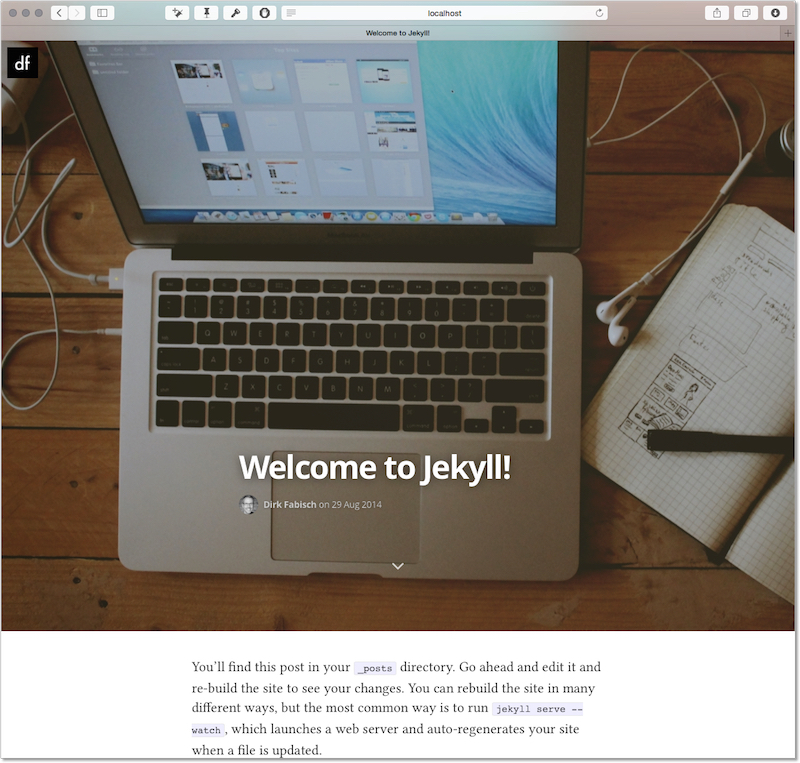 localhost
Welcome to Jekyll!
df
Q W E R T Y U I O P
A S D F G H J K L
Z X C V B N M
Welcome to Jekyll!
Dirk Fabisch on 29 Aug 2014
You’ll find this post in your _posts directory. Go ahead and edit it and
re-build the site to see your changes. You can rebuild the site in many
different ways, but the most common way is to run jekyll serve --
watch , which launches a web server and auto-regenerates your site
when a file is updated.